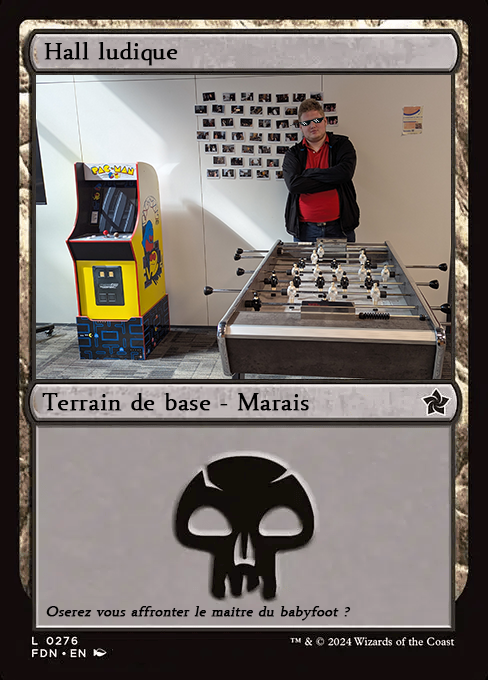 Hall ludique
PAC-MAN
Terrain de base - Marais
Oserez vous affronter le maitre du babyfoot ?
L 0276
FDN • EN
™ & © 2024 Wizards of the Coast